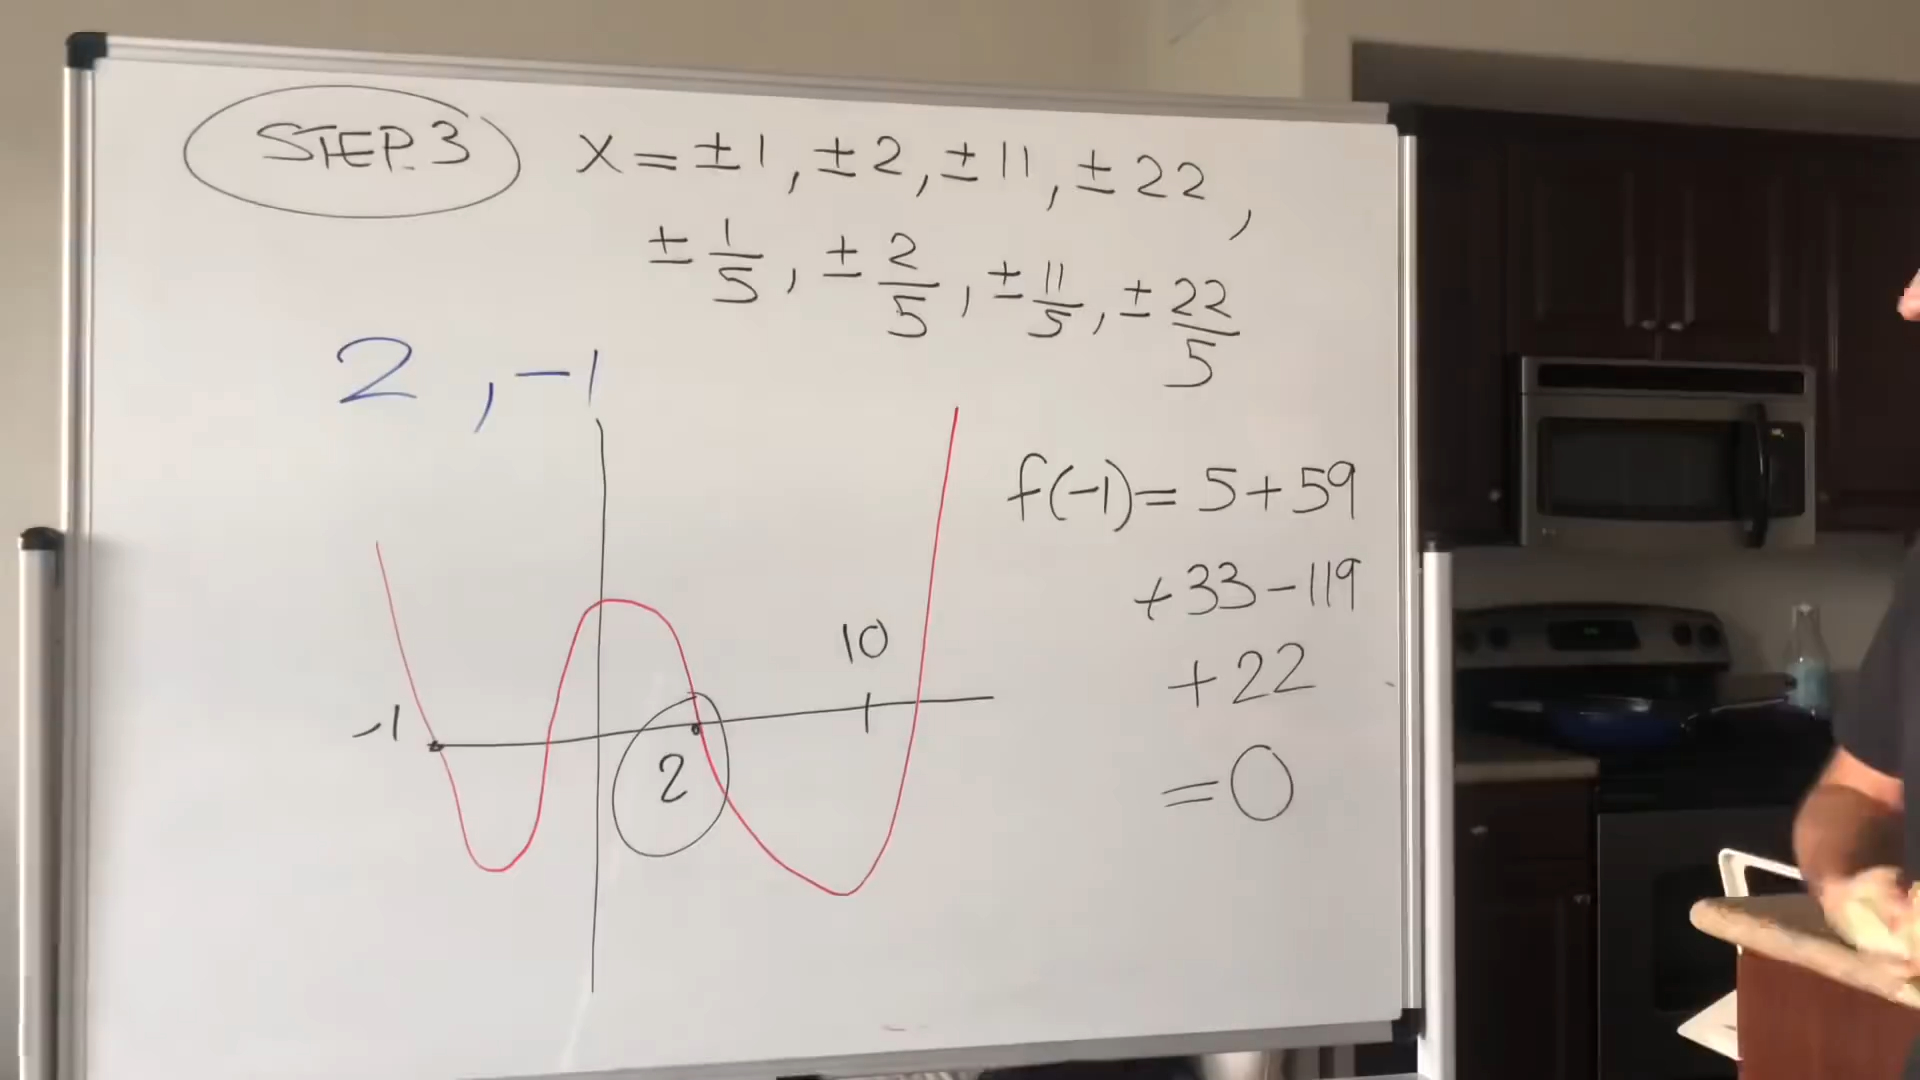 STEP.3
x = ±1, ±2, ±11, ±22,
± 1/5, ± 2/5, ± 11/5, ± 22/5
2, -1
f(-1) = 5 + 59
+ 33 - 119
+ 22
= 0
10
-1
2